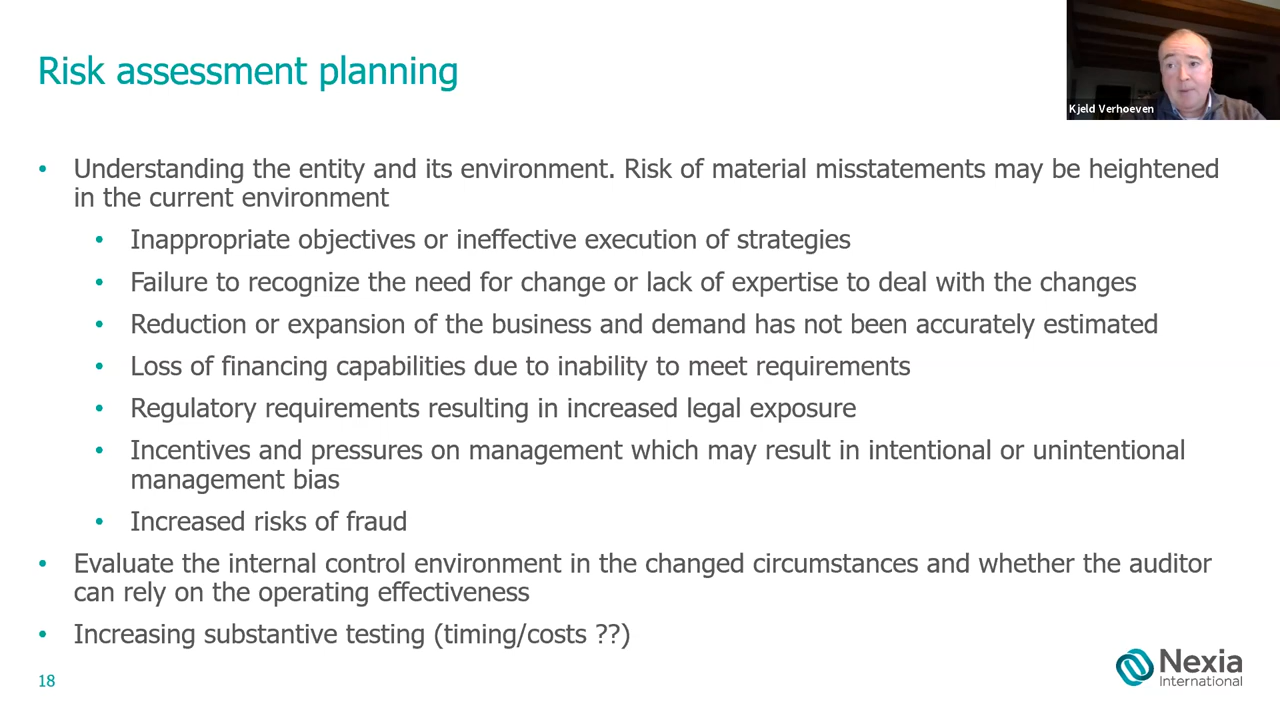 Risk assessment planning
Kjeld Verhoeven
• Understanding the entity and its environment. Risk of material misstatements may be heightened
in the current environment
• Inappropriate objectives or ineffective execution of strategies
• Failure to recognize the need for change or lack of expertise to deal with the changes
• Reduction or expansion of the business and demand has not been accurately estimated
• Loss of financing capabilities due to inability to meet requirements
• Regulatory requirements resulting in increased legal exposure
• Incentives and pressures on management which may result in intentional or unintentional
management bias
• Increased risks of fraud
• Evaluate the internal control environment in the changed circumstances and whether the auditor
can rely on the operating effectiveness
• Increasing substantive testing (timing/costs ??)
18
Nexia
International